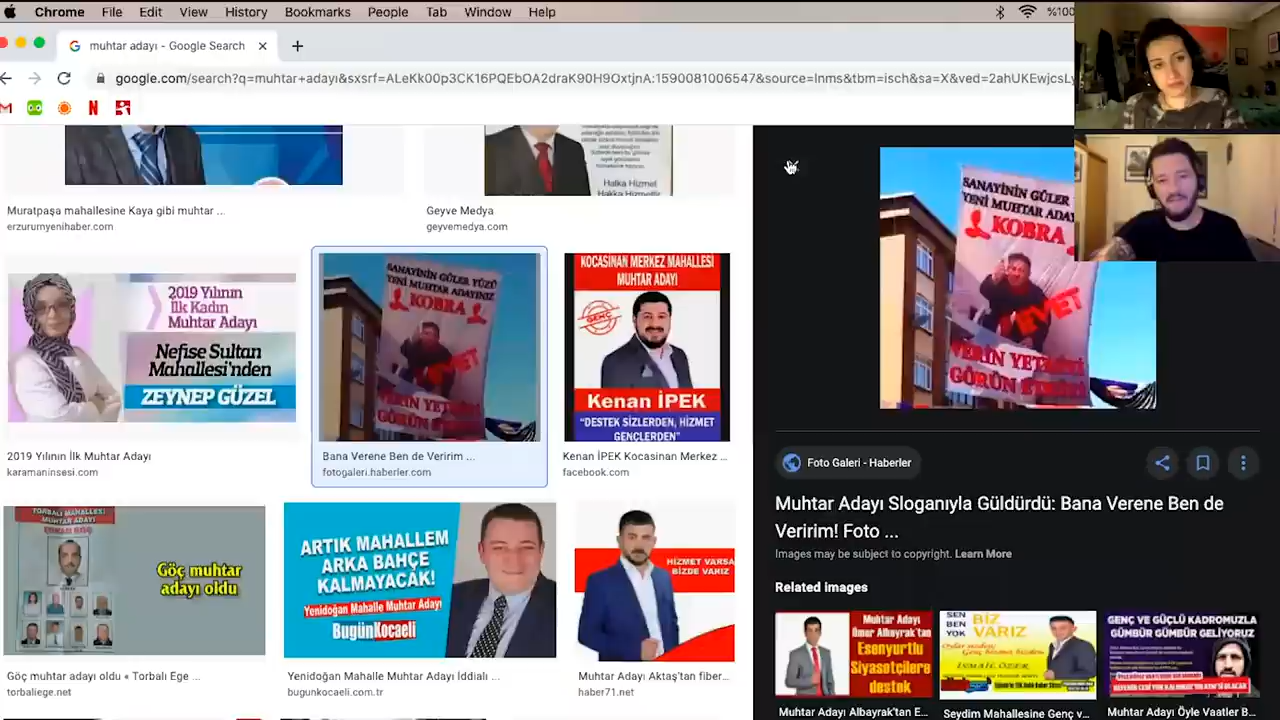 Chrome File Edit View History Bookmarks People Tab Window Help
%100
muhtar adayı - Google Search
google.com/search?q=muhtar+adayı&sxsrf=ALeKk00p3CK16PQEbOA2draK90H9OxtjnA:1590081006547&source=lnms&tbm=isch&sa=X&ved=2ahUKEwjcsLy
Halka Hizmet
Hakka Hizmettir
Muratpaşa mahallesine Kaya gibi muhtar ...
erzurumyenihaber.com
Geyve Medya
geyvemedya.com
2019 Yılının
İlk Kadın
Muhtar Adayı
Nefise Sultan
Mahallesi'nden
ZEYNEP GÜZEL
2019 Yılının İlk Muhtar Adayı
karamaninsesi.com
SANAYİNİN GÜLER YÜZÜ
YENİ MUHTAR ADAYINIZ
KOBRA
EVET
VERİN YETKİYİ
GÖRÜN ETKİYİ
Bana Verene Ben de Veririm ...
fotogaleri.haberler.com
KOCASİNAN MERKEZ MAHALLESİ
MUHTAR ADAYI
GENÇ
Kenan İPEK
"DESTEK SİZLERDEN, HİZMET
GENÇLERDEN"
Kenan İPEK Kocasinan Merkez ...
facebook.com
TORBALI MAHALLESİ
MUHTAR ADAYI
Göç muhtar
adayı oldu
Göç muhtar adayı oldu « Torbalı Ege ...
torbaliege.net
ARTIK MAHALLEM
ARKA BAHÇE
KALMAYACAK!
Yenidoğan Mahalle Muhtar Adayı
BugünKocaeli
Yenidoğan Mahalle Muhtar Adayı
bugunkocaeli.com.tr
HİZMET VARSA
BİZDE VARIZ
Muhtar Adayı Aktaş'tan fiber...
haber71.net
SANAYİNİN GÜLER
YENİ MUHTAR ADAY
KOBRA
EVET
VERİN YETKİYİ
GÖRÜN ETKİYİ
Foto Galeri - Haberler
Muhtar Adayı Sloganıyla Güldürdü: Bana Verene Ben de
Veririm! Foto ...
Images may be subject to copyright. Learn More
Related images
Muhtar Adayı
Ömer Albayrak'tan
Esenyurtlu
Siyasetçilere
Destek
Muhtar Adayı Albayrak'tan E...
SEN
BEN
YOK
BİZ
VARIZ
Seydim Mahallesine Genç v...
GENÇ VE GÜÇLÜ KADROMUZLA
GÜMBÜR GÜMBÜR GELİYORUZ
Muhtar Adayı Öyle Vaatler B...